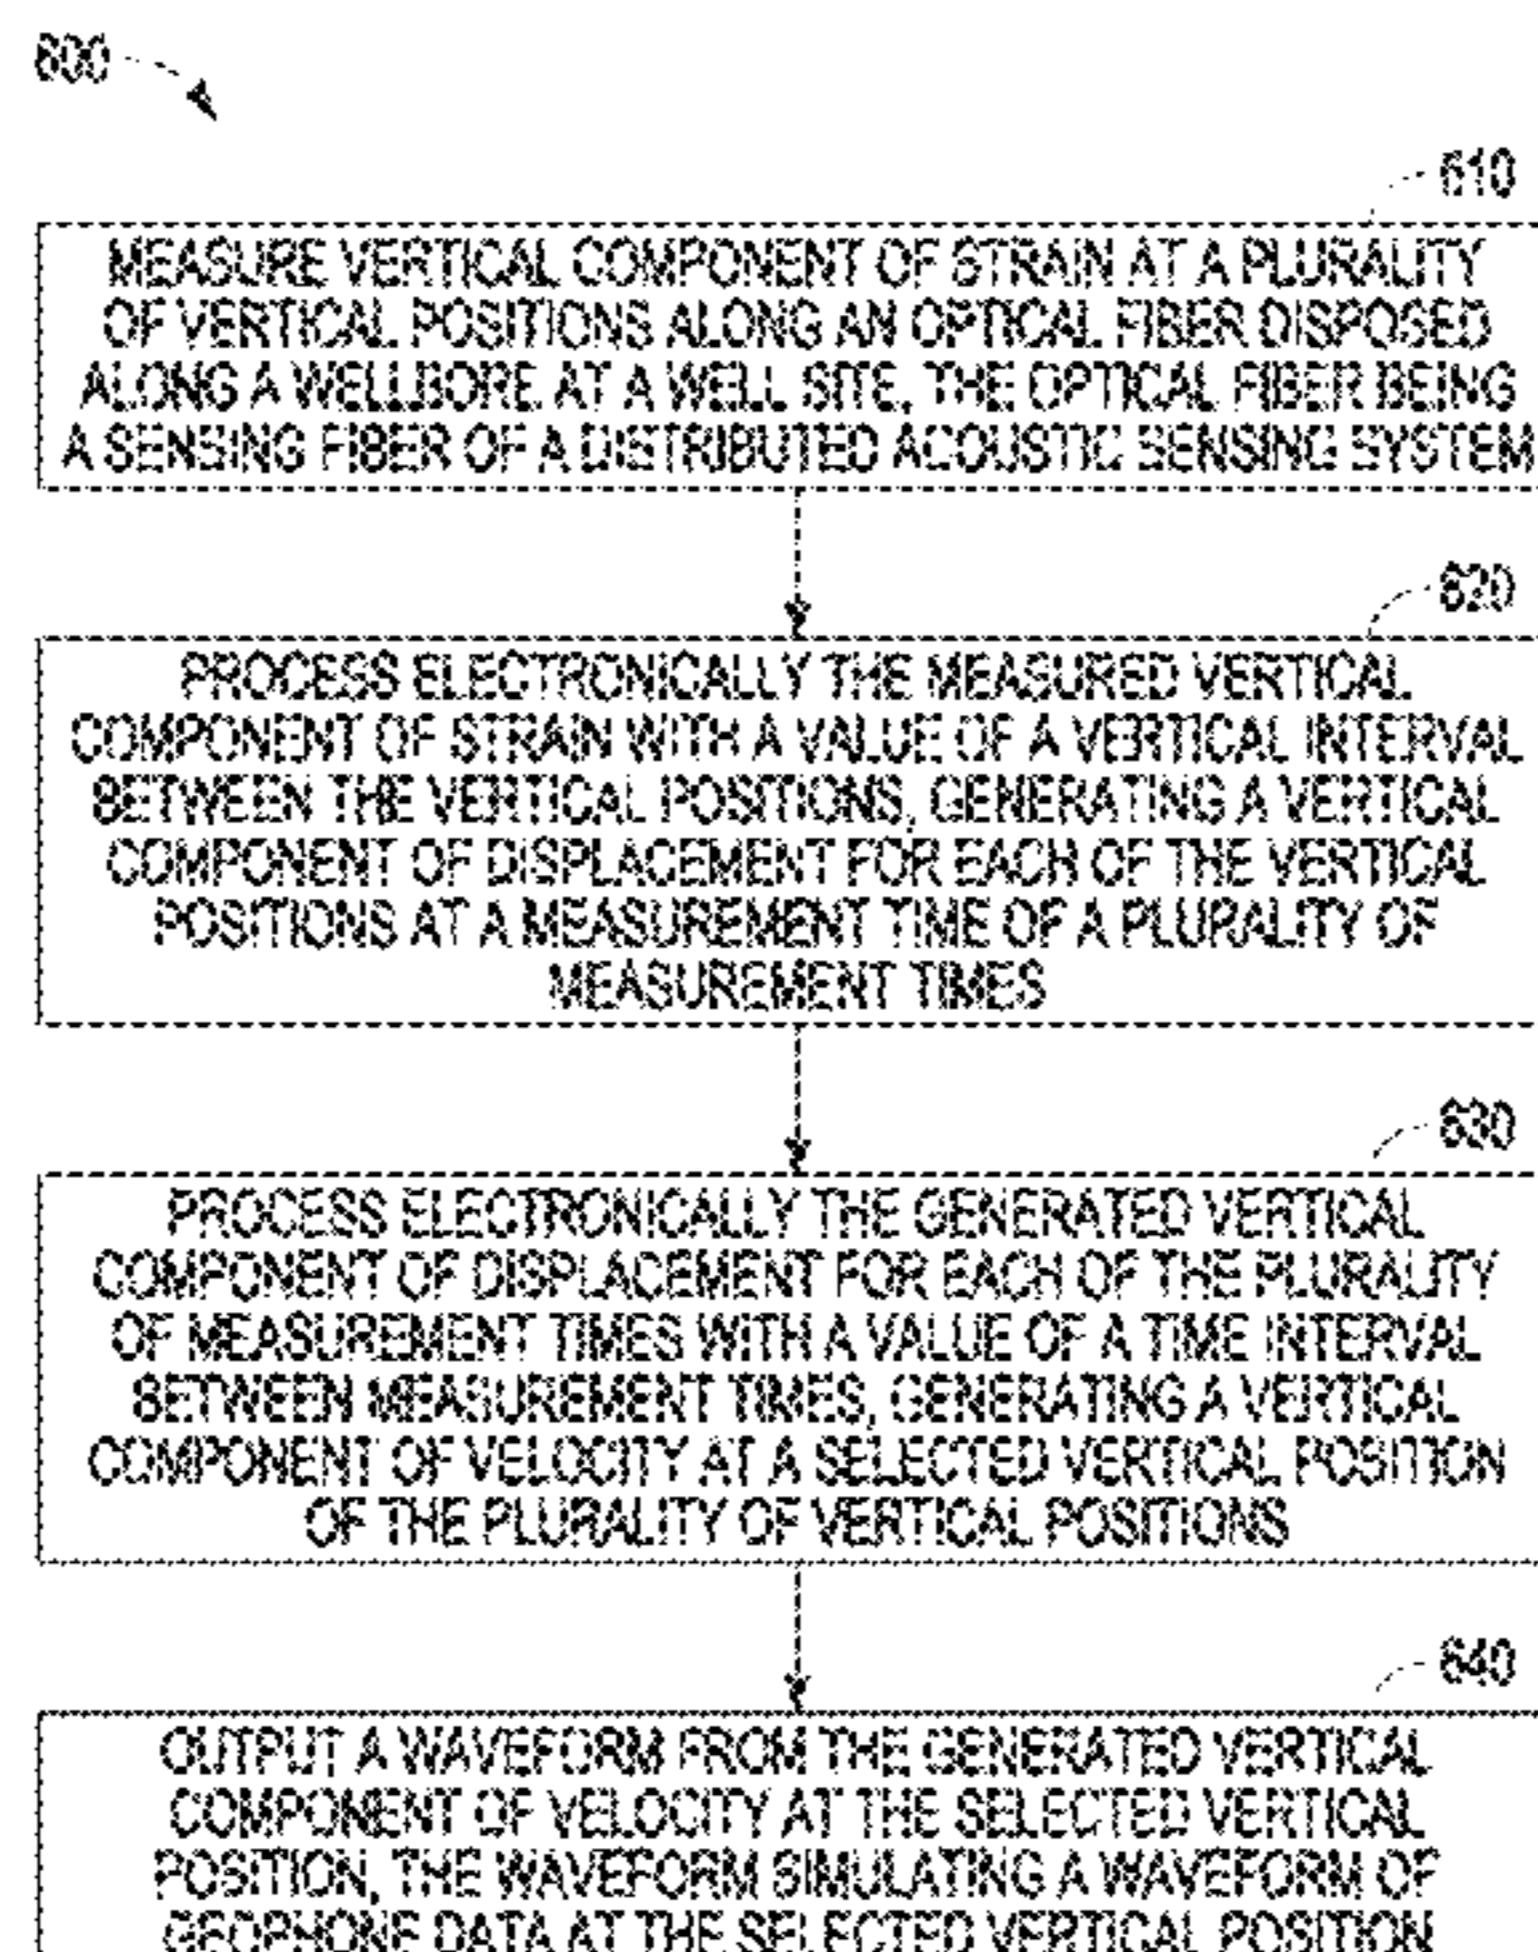 600
610
MEASURE VERTICAL COMPONENT OF STRAIN AT A PLURALITY
OF VERTICAL POSITIONS ALONG AN OPTICAL FIBER DISPOSED
ALONG A WELLBORE AT A WELL SITE, THE OPTICAL FIBER BEING
A SENSING FIBER OF A DISTRIBUTED ACOUSTIC SENSING SYSTEM
620
PROCESS ELECTRONICALLY THE MEASURED VERTICAL
COMPONENT OF STRAIN WITH A VALUE OF A VERTICAL INTERVAL
BETWEEN THE VERTICAL POSITIONS, GENERATING A VERTICAL
COMPONENT OF DISPLACEMENT FOR EACH OF THE VERTICAL
POSITIONS AT A MEASUREMENT TIME OF A PLURALITY OF
MEASUREMENT TIMES
630
PROCESS ELECTRONICALLY THE GENERATED VERTICAL
COMPONENT OF DISPLACEMENT FOR EACH OF THE PLURALITY
OF MEASUREMENT TIMES WITH A VALUE OF A TIME INTERVAL
BETWEEN MEASUREMENT TIMES, GENERATING A VERTICAL
COMPONENT OF VELOCITY AT A SELECTED VERTICAL POSITION
OF THE PLURALITY OF VERTICAL POSITIONS
640
OUTPUT A WAVEFORM FROM THE GENERATED VERTICAL
COMPONENT OF VELOCITY AT THE SELECTED VERTICAL
POSITION, THE WAVEFORM SIMULATING A WAVEFORM OF
GEOPHONE DATA AT THE SELECTED VERTICAL POSITION